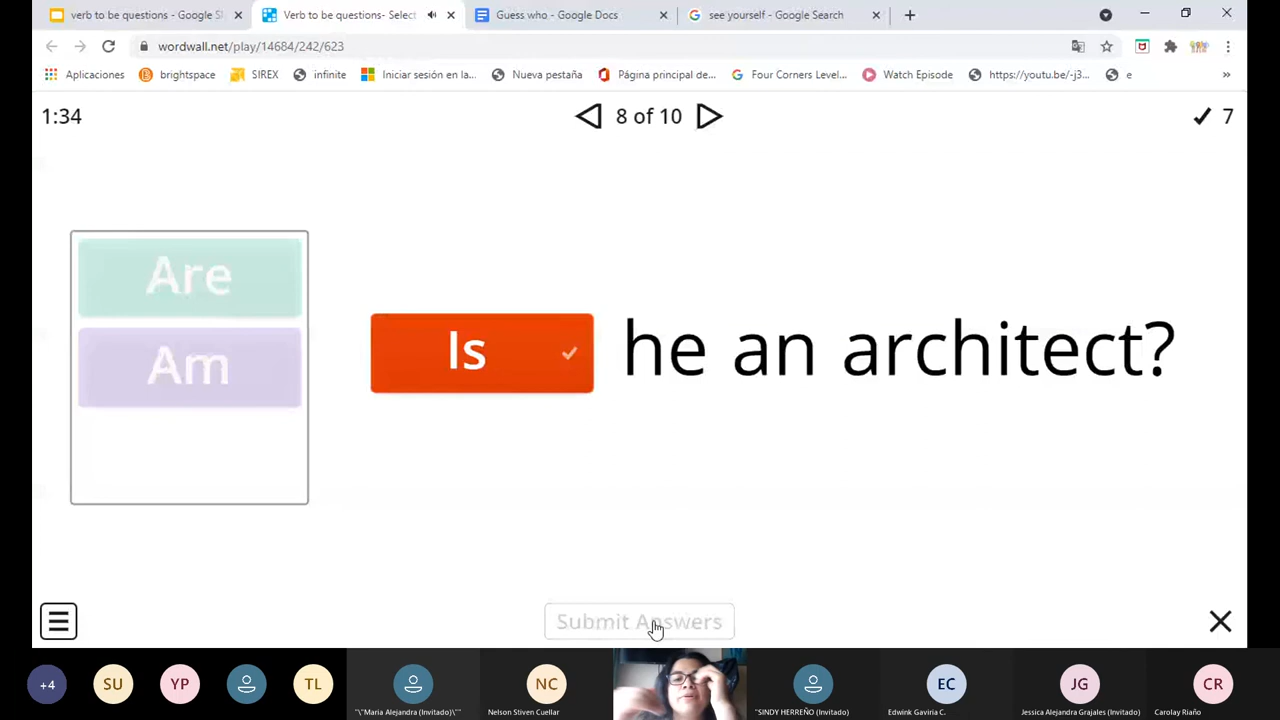 verb to be questions - Google Sl
Verb to be questions- Select
Guess who. - Google Docs
see yourself - Google Search
wordwall.net/play/14684/242/623
Aplicaciones
brightspace
SIREX
infinite
Iniciar sesión en la...
Nueva pestaña
Página principal de...
Four Corners Level...
Watch Episode
https://youtu.be/-j3...
e
»
1:34
8 of 10
7
Are
Am
Is
he an architect?
Submit Answers
+4
SU
YP
TL
"\"Maria Alejandra (Invitado)\""
NC
Nelson Stiven Cuellar
"SINDY HERREÑO (Invitado)
EC
Edwink Gaviria C.
JG
Jessica Alejandra Grajales (Invitado)
CR
Carolay Riaño